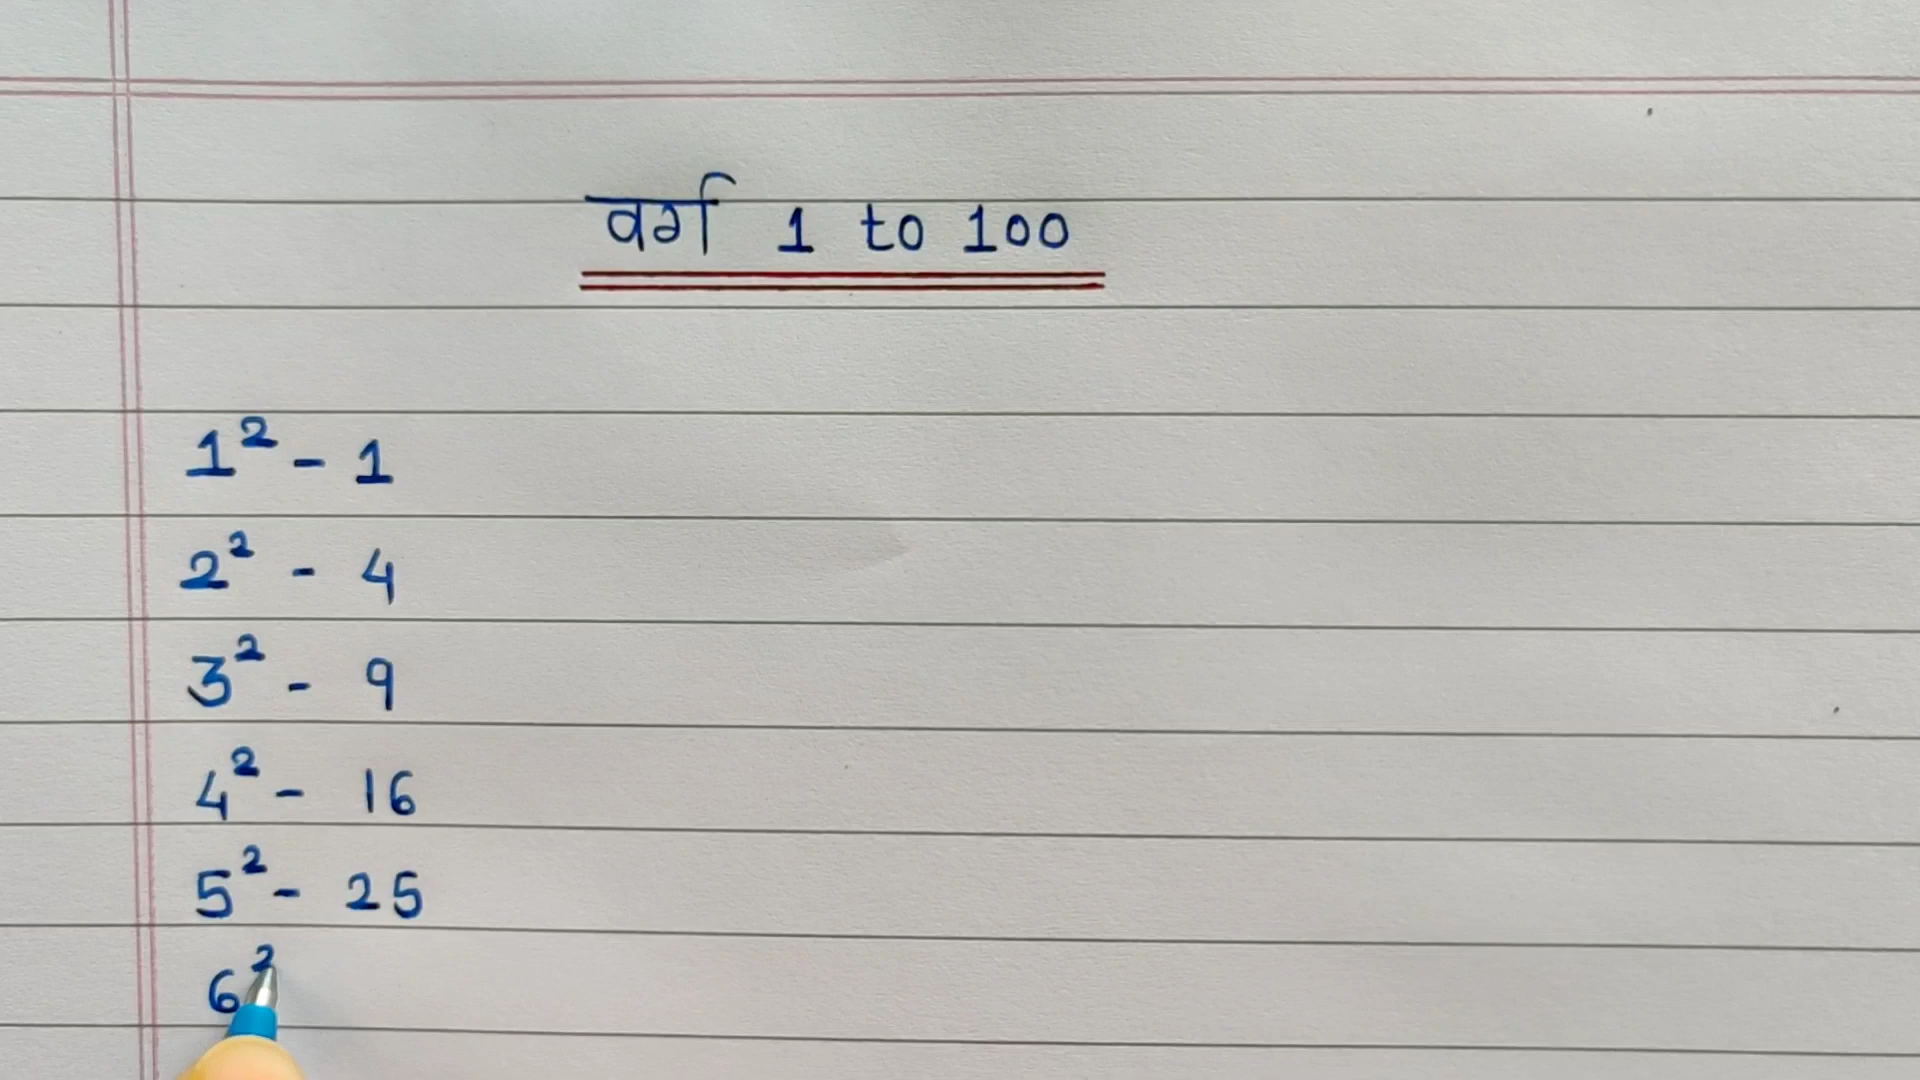 वर्ग 1 to 100
1² - 1
2² - 4
3² - 9
4² - 16
5² - 25
6²